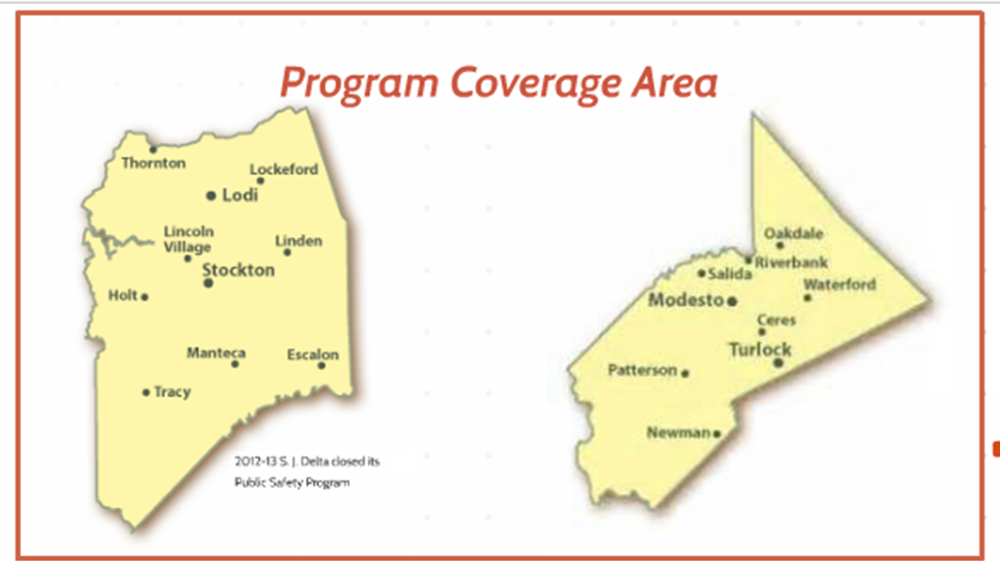 Program Coverage Area
Thornton
Lockeford
Lodi
Lincoln
Village
Linden
Stockton
Holt
Manteca
Escalon
Tracy
2012-13 S. J. Delta closed its
Public Safety Program
Oakdale
Riverbank
Salida
Waterford
Modesto
Ceres
Turlock
Patterson
Newman